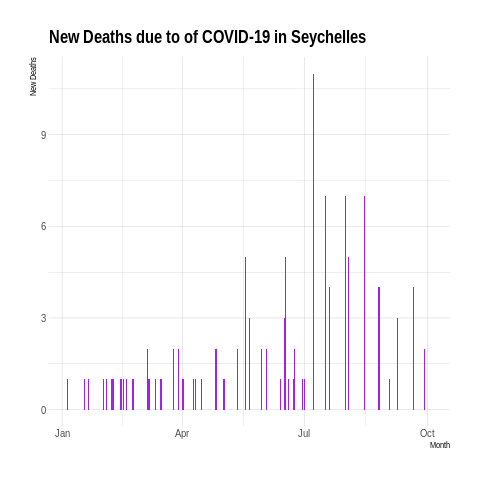 New Deaths due to of COVID-19 in Seychelles
New Deaths
9
6
3
0
Jan Apr Jul Oct
Month